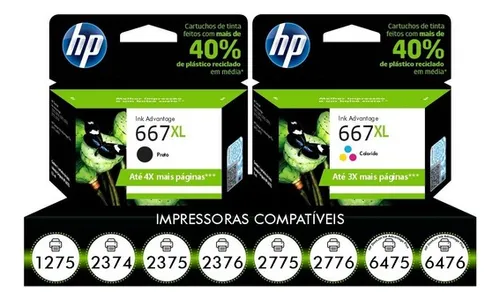 hp
Cartuchos de tinta
feitos com mais de
40%
de plástico reciclado
em média*
Ink Advantage
667XL
Preto
Até 4X mais páginas***
hp
Cartuchos de tinta
feitos com mais de
40%
de plástico reciclado
em média*
Ink Advantage
667XL
Colorido
Até 3X mais páginas***
IMPRESSORAS COMPATÍVEIS
1275 2374 2375 2376 2775 2776 6475 6476